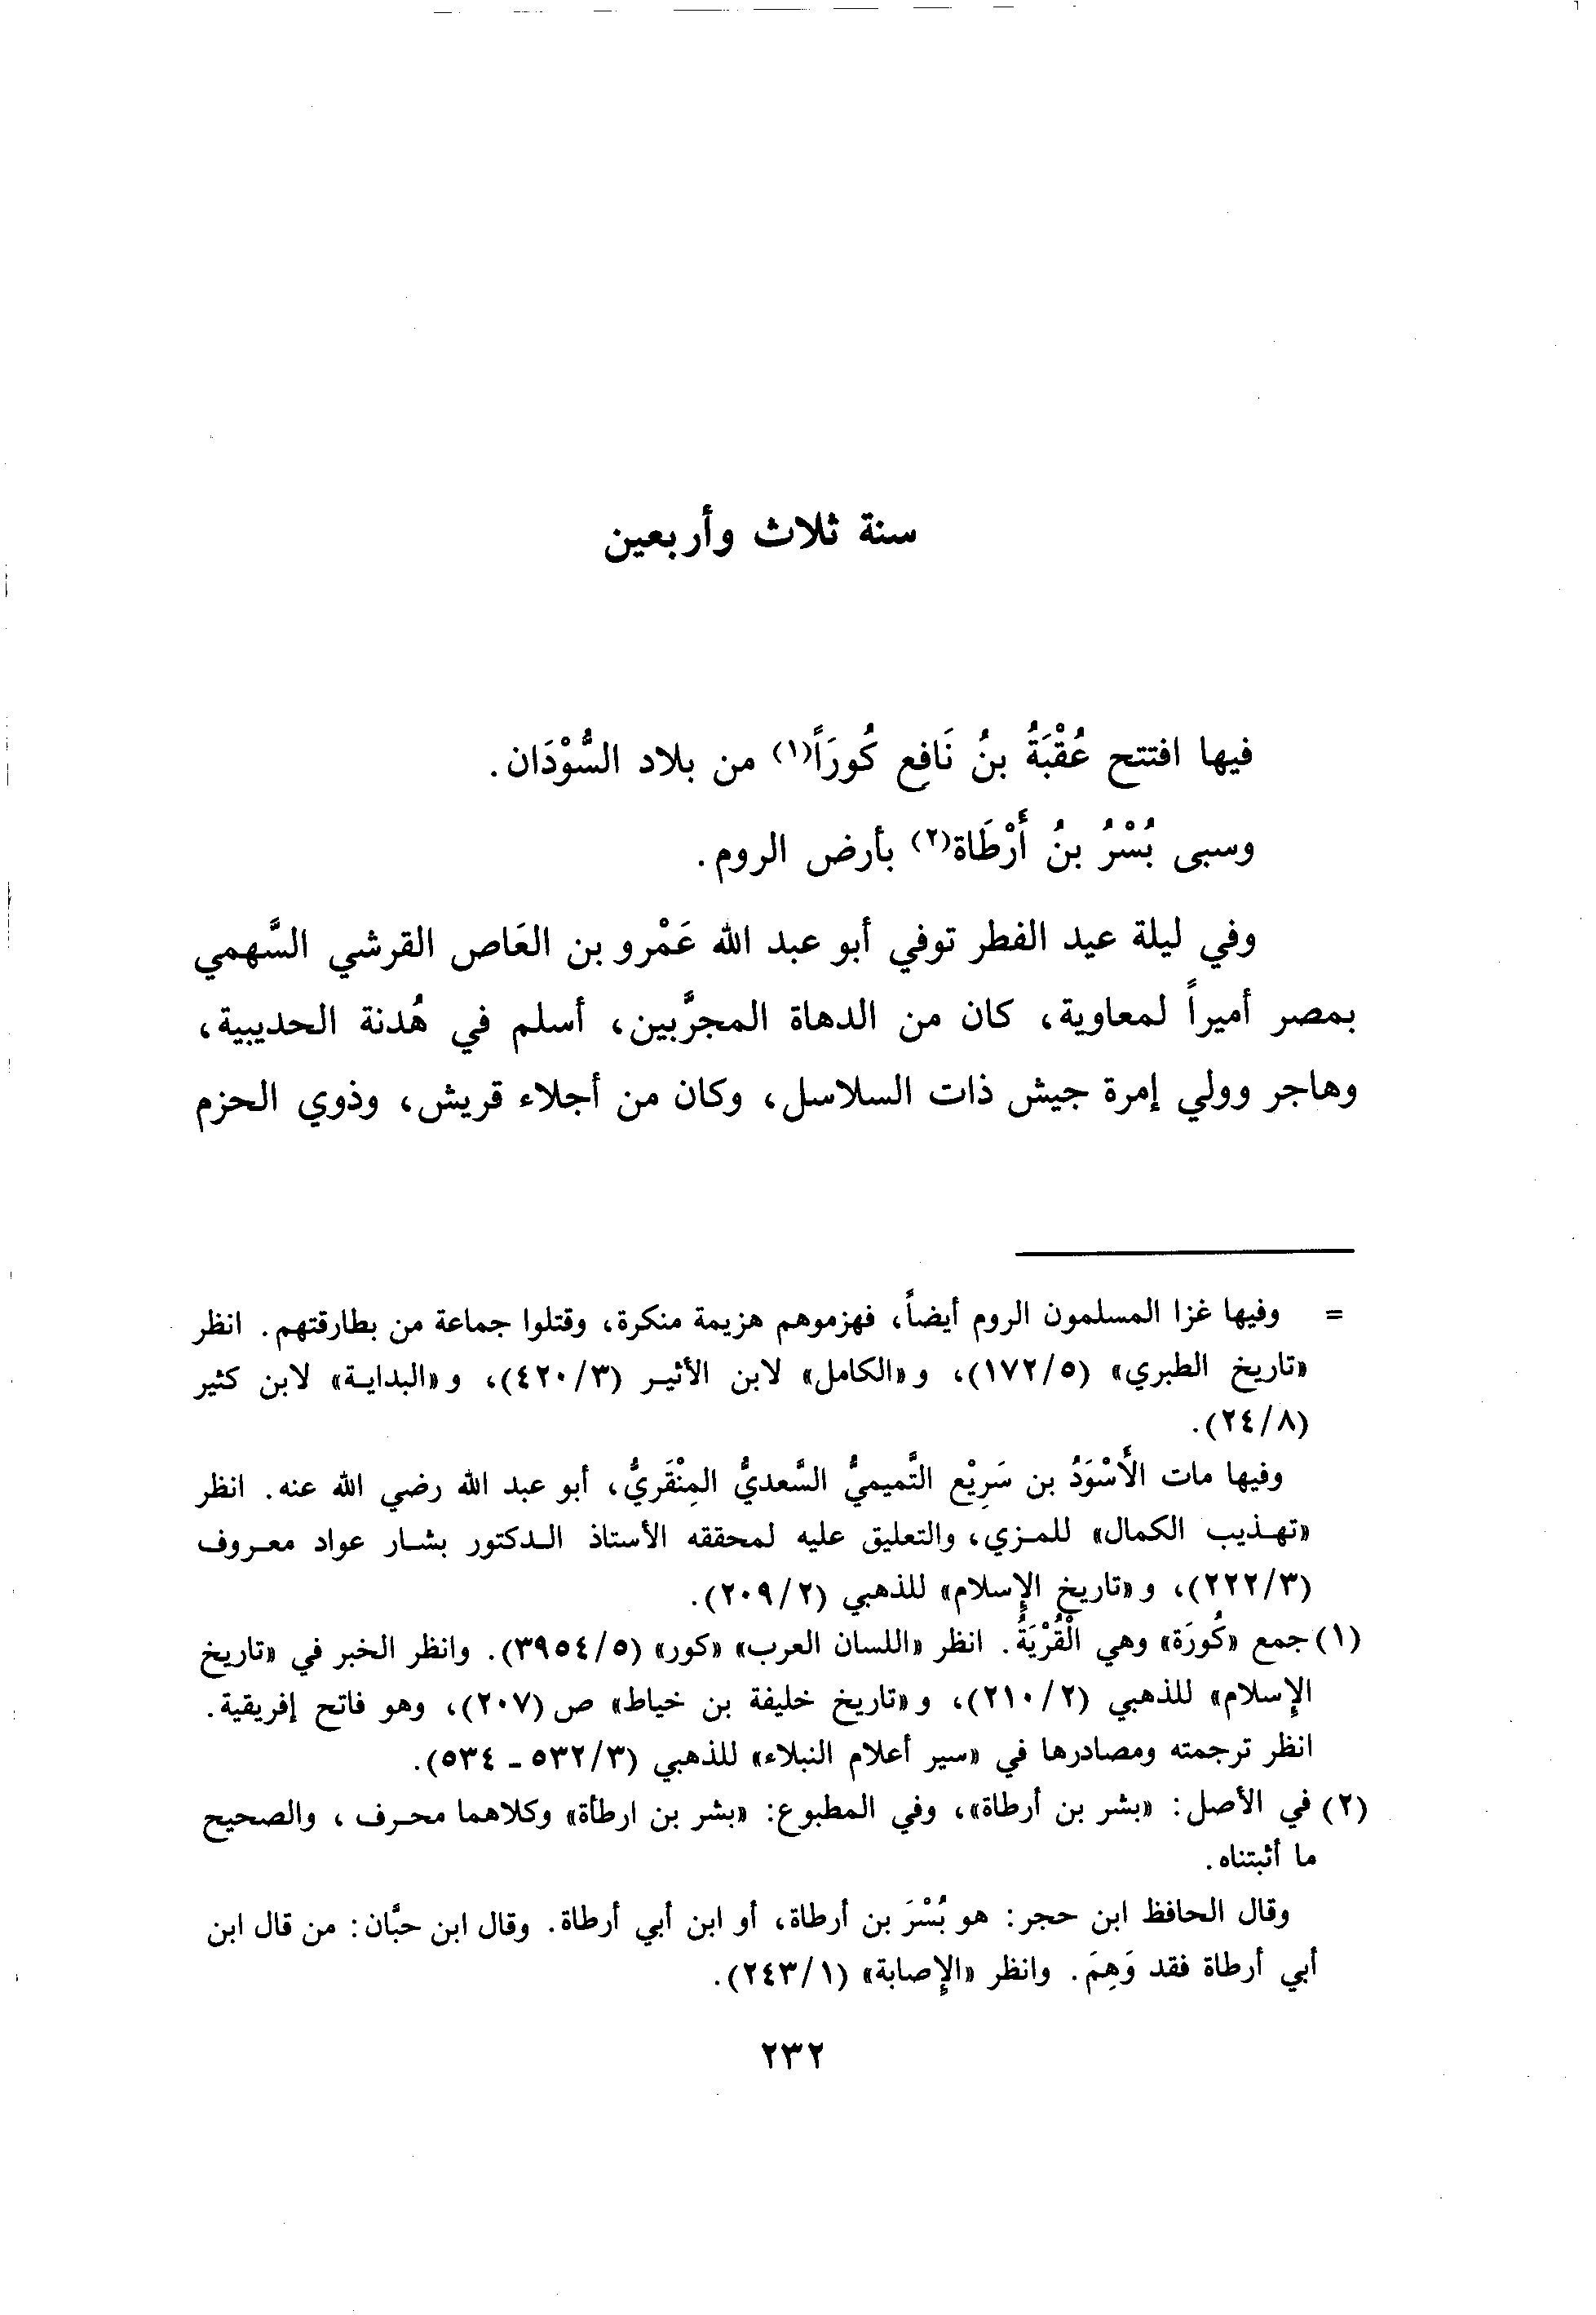 سنة ثلاث وأربعين
فيها افتتح عُقْبَةُ بنُ نَافِع كُورَاً(١) من بلاد السُّوْدَان.
وسبى بُسْرُ بنُ أَرْطَاة(٢) بأرض الروم.
وفي ليلة عيد الفطر توفي أبو عبد الله عَمْرو بن العَاص القرشي السَّهمي
بمصر أميراً لمعاوية، كان من الدهاة المجرَّبين، أسلم في هُدنة الحديبية،
وهاجر وولي إمرة جيش ذات السلاسل، وكان من أجلاء قريش، وذوي الحزم
= وفيها غزا المسلمون الروم أيضاً، فهزموهم هزيمة منكرة، وقتلوا جماعة من بطارقتهم. انظر
«تاريخ الطبري» (١٧٢/٥)، و«الكامل» لابن الأثير (٤٢٠/٣)، و«البداية» لابن كثير
(٢٤/٨).
وفيها مات الأَسْوَدُ بن سَرِيْع التَّميميُّ السَّعديُّ المِنْقَريُّ، أبو عبد الله رضي الله عنه. انظر
«تهذيب الكمال» للمزي، والتعليق عليه لمحققه الأستاذ الدكتور بشار عواد معروف
(٢٢٢/٣)، و«تاريخ الإسلام» للذهبي (٢٠٩/٢).
(١) جمع «كُورَة» وهي الْقُرْيَةُ. انظر «اللسان العرب» «كور» (٣٩٥٤/٥). وانظر الخبر في «تاريخ
الإسلام» للذهبي (٢١٠/٢)، و«تاريخ خليفة بن خياط» ص (٢٠٧)، وهو فاتح إفريقية.
انظر ترجمته ومصادرها في «سير أعلام النبلاء» للذهبي (٥٣٢/٣ - ٥٣٤).
(٢) في الأصل: «بشر بن أرطاة»، وفي المطبوع: «بشر بن ارطأة» وكلاهما محرف، والصحيح
ما أثبتناه.
وقال الحافظ ابن حجر: هو بُسْرَ بن أرطاة، أو ابن أبي أرطاة. وقال ابن حبَّان: من قال ابن
أبي أرطاة فقد وَهِمَ. وانظر «الإصابة» (٢٤٣/١).
٢٣٢